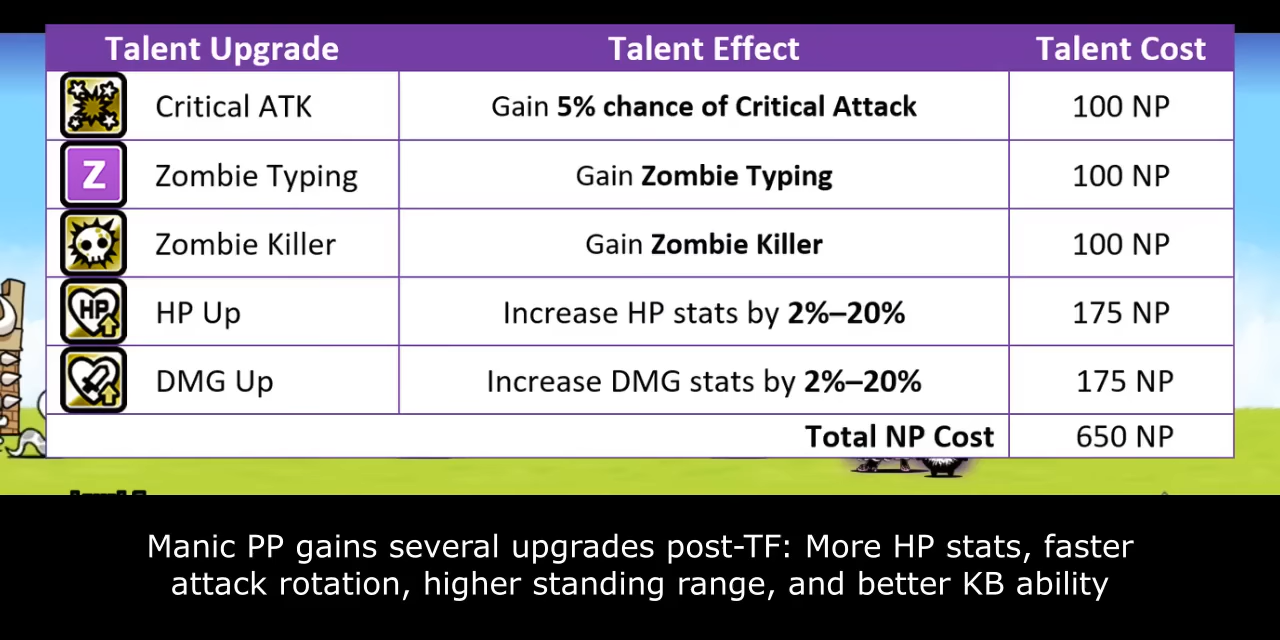 Talent Upgrade Talent Effect Talent Cost
Critical ATK Gain 5% chance of Critical Attack 100 NP
Z Zombie Typing Gain Zombie Typing 100 NP
Zombie Killer Gain Zombie Killer 100 NP
HP HP Up Increase HP stats by 2%–20% 175 NP
DMG Up Increase DMG stats by 2%–20% 175 NP
Total NP Cost 650 NP
Manic PP gains several upgrades post-TF: More HP stats, faster
attack rotation, higher standing range, and better KB ability